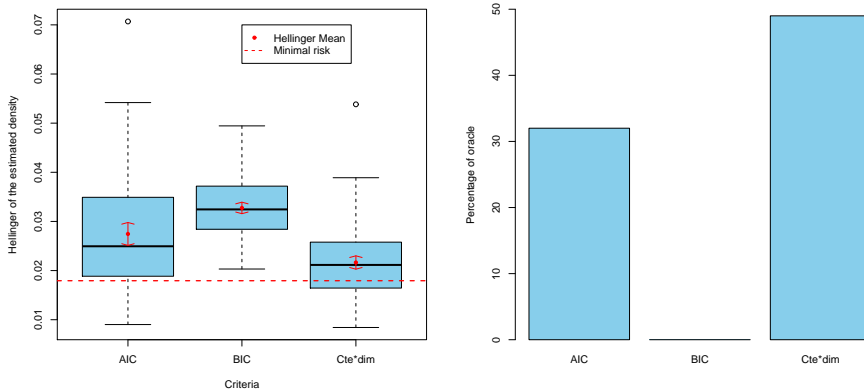 0.07
0.06
0.05
0.04
0.03
0.02
0.01
Hellinger of the estimated density
Hellinger Mean
Minimal risk
AIC
BIC
Cte*dim
Criteria
50
40
30
20
10
0
Percentage of oracle
AIC
BIC
Cte*dim